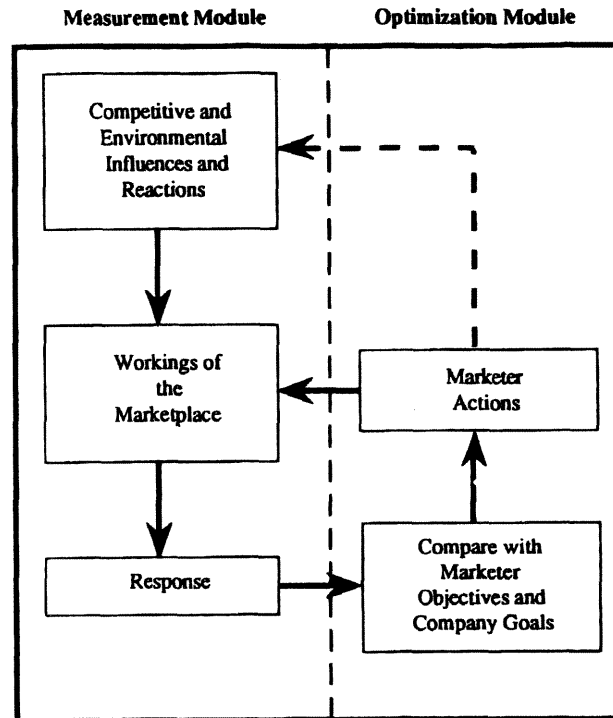 Measurement Module
Optimization Module
Competitive and
Environmental
Influences and
Reactions
Workings of
the
Marketplace
Marketer
Actions
Response
Compare with
Marketer
Objectives and
Company Goals